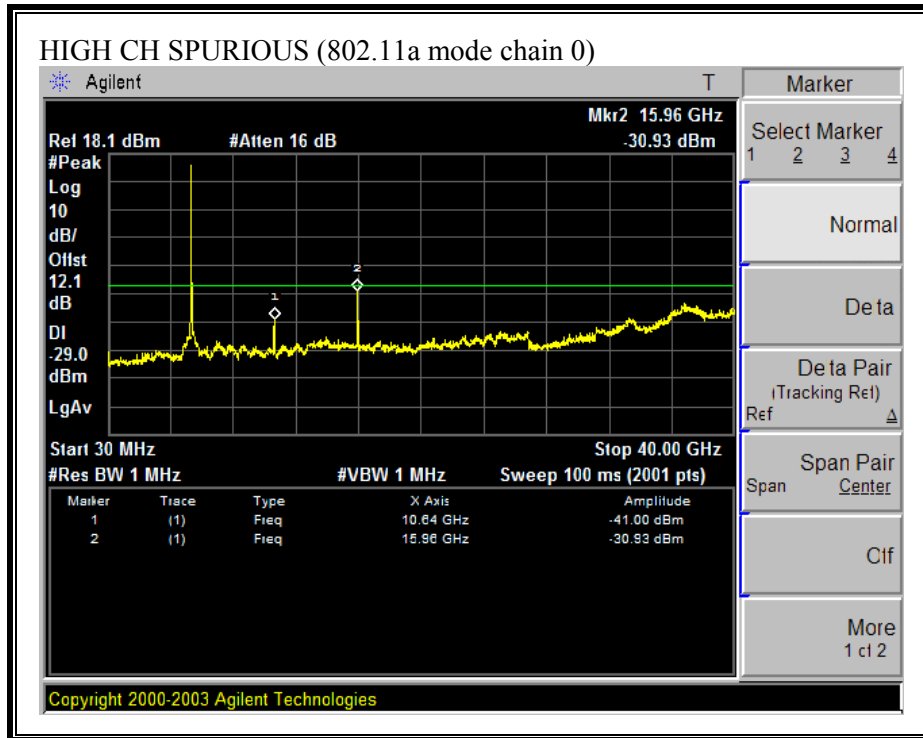 HIGH CH SPURIOUS (802.11a mode chain 0)
Agilent T
Mkr2 15.96 GHz
Ref 18.1 dBm #Atten 16 dB -30.93 dBm
#Peak
Log
10
dB/
Offst
12.1
dB
DI
-29.0
dBm
LgAv
1
2
Start 30 MHz Stop 40.00 GHz
#Res BW 1 MHz #VBW 1 MHz Sweep 100 ms (2001 pts)
Marker Trace Type X Axis Amplitude
1 (1) Freq 10.64 GHz -41.00 dBm
2 (1) Freq 15.96 GHz -30.93 dBm
Copyright 2000-2003 Agilent Technologies
Marker
Select Marker
1 2 3 4
Normal
Delta
Delta Pair
(Tracking Ref)
Ref Δ
Span Pair
Span Center
Off
More
1 of 2